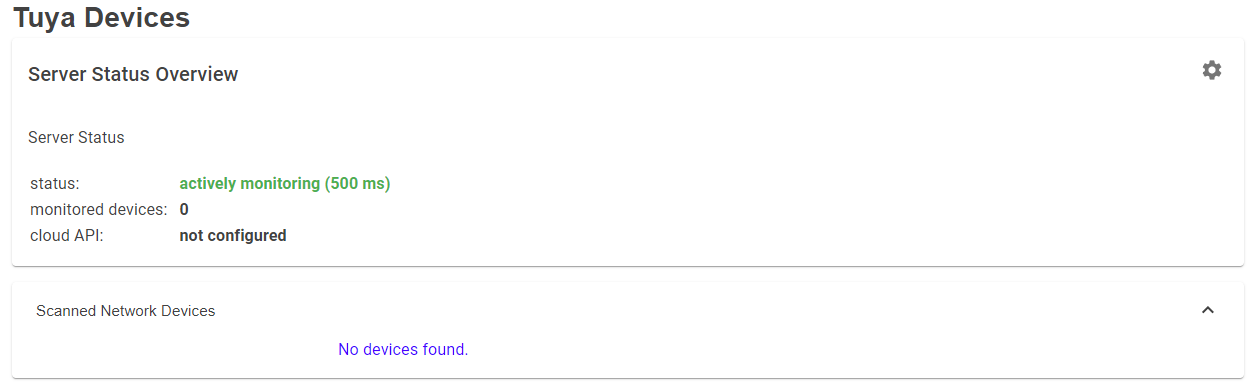 Tuya Devices
Server Status Overview
Server Status
status: actively monitoring (500 ms)
monitored devices: 0
cloud API: not configured
Scanned Network Devices
No devices found.